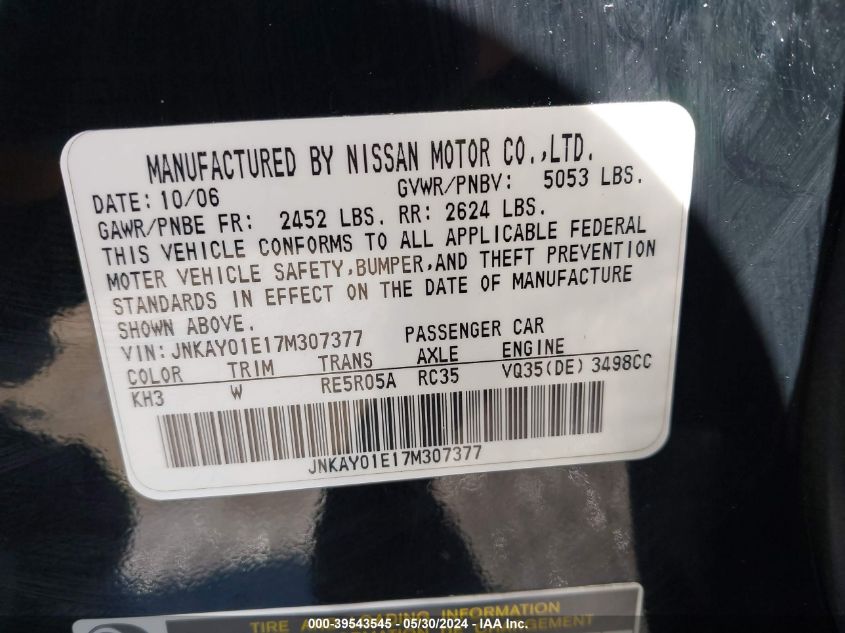 MANUFACTURED BY NISSAN MOTOR CO.,LTD.
DATE: 10/06 GVWR/PNBV: 5053 LBS.
GAWR/PNBE FR: 2452 LBS. RR: 2624 LBS.
THIS VEHICLE CONFORMS TO ALL APPLICABLE FEDERAL
MOTER VEHICLE SAFETY,BUMPER,AND THEFT PREVENTION
STANDARDS IN EFFECT ON THE DATE OF MANUFACTURE
SHOWN ABOVE.
VIN: JNKAY01E17M307377 PASSENGER CAR
COLOR TRIM TRANS AXLE ENGINE
KH3 W RE5R05A RC35 VQ35(DE) 3498CC
JNKAY01E17M307377
TIRE AND LOADING INFORMATION
000-39543545 - 05/30/2024 - IAA Inc.